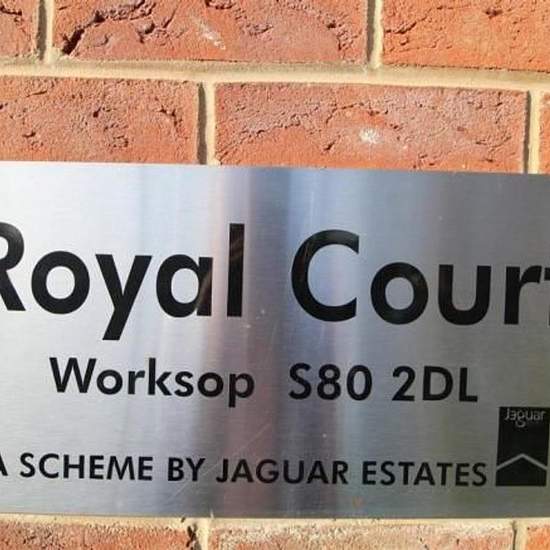 Royal Court
Worksop S80 2DL
Jaguar
A SCHEME BY JAGUAR ESTATES